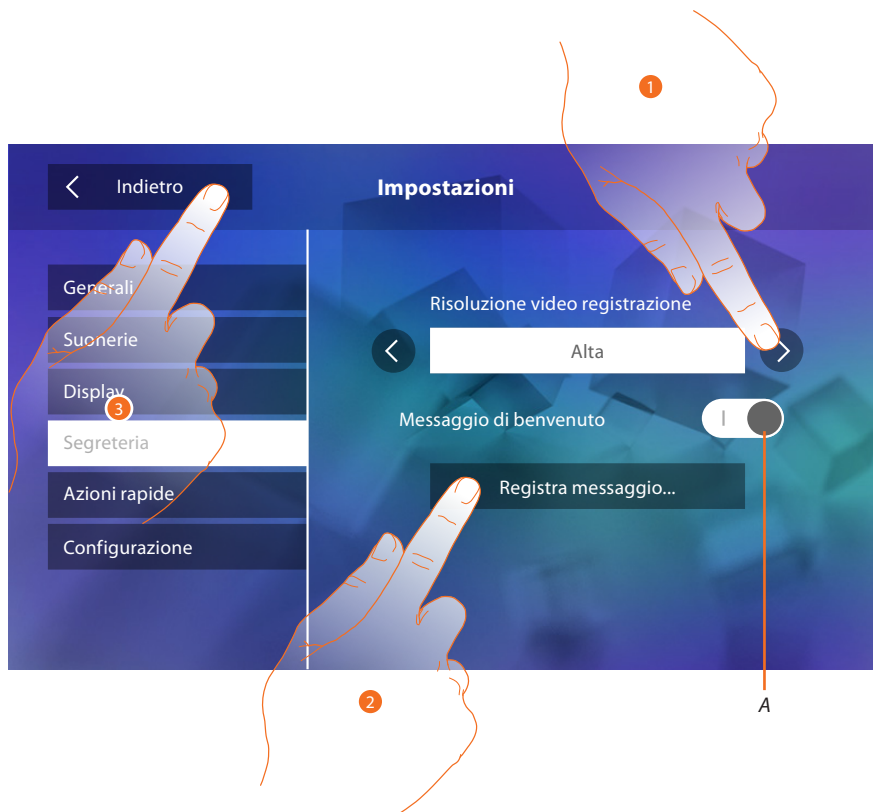 1
Indietro
Impostazioni
Generali
Risoluzione video registrazione
Suonerie
Alta
Display
3
Messaggio di benvenuto
I
Segreteria
Azioni rapide
Registra messaggio...
Configurazione
2
A